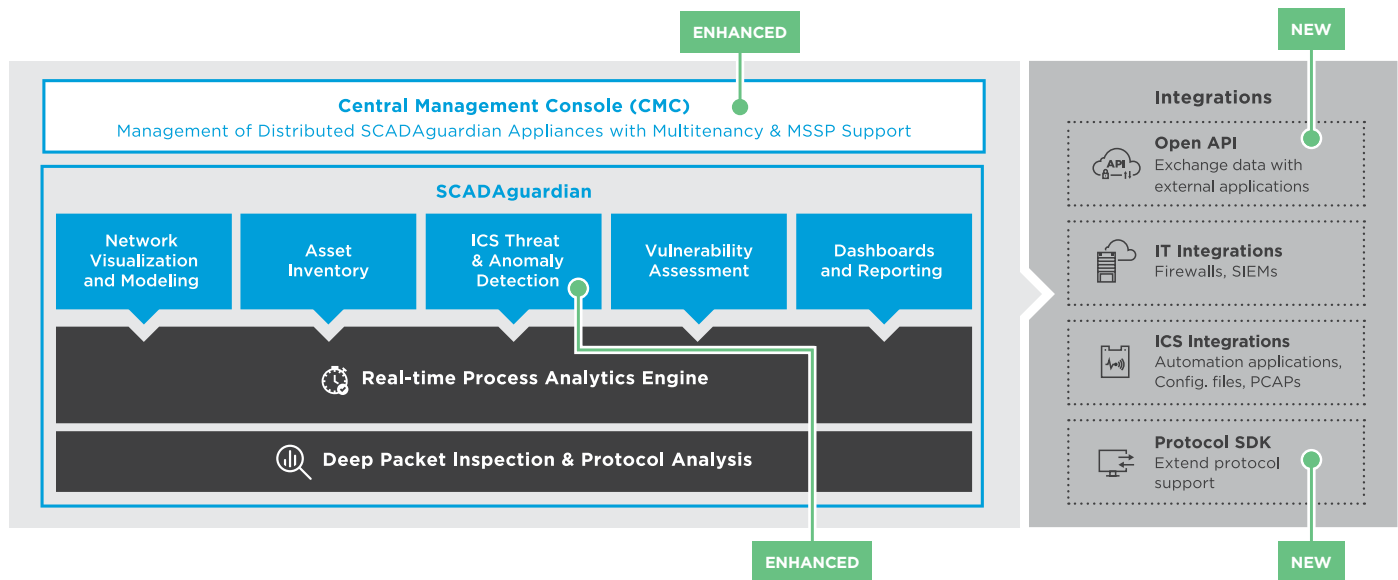 ENHANCED
NEW
Central Management Console (CMC)
Management of Distributed SCADAguardian Appliances with Multitenancy & MSSP Support
SCADAguardian
Network
Visualization
and Modeling
Asset
Inventory
ICS Threat
& Anomaly
Detection
Vulnerability
Assessment
Dashboards
and Reporting
Real-time Process Analytics Engine
Deep Packet Inspection & Protocol Analysis
Integrations
API
Open API
Exchange data with
external applications
IT Integrations
Firewalls, SIEMs
ICS Integrations
Automation applications,
Config. files, PCAPs
Protocol SDK
Extend protocol
support
ENHANCED
NEW